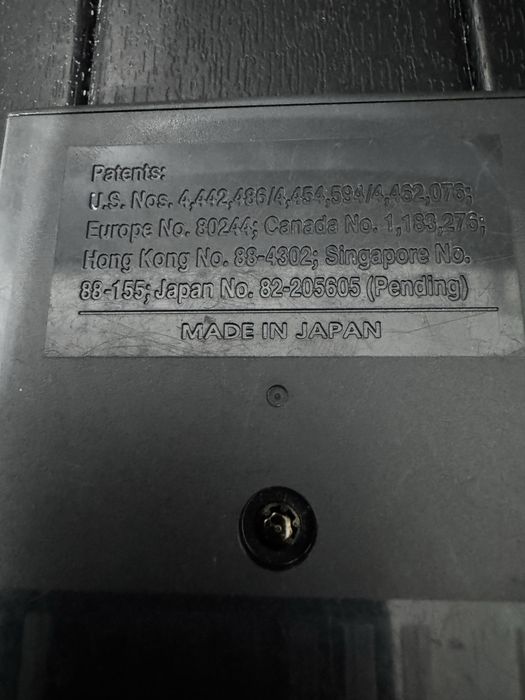 Patents:
U.S. Nos. 4,442,486/4,454,594/4,462,076;
Europe No. 80244; Canada No. 1,183,276;
Hong Kong No. 88-4302; Singapore No.
88-155; Japan No. 82-205605 (Pending)
MADE IN JAPAN